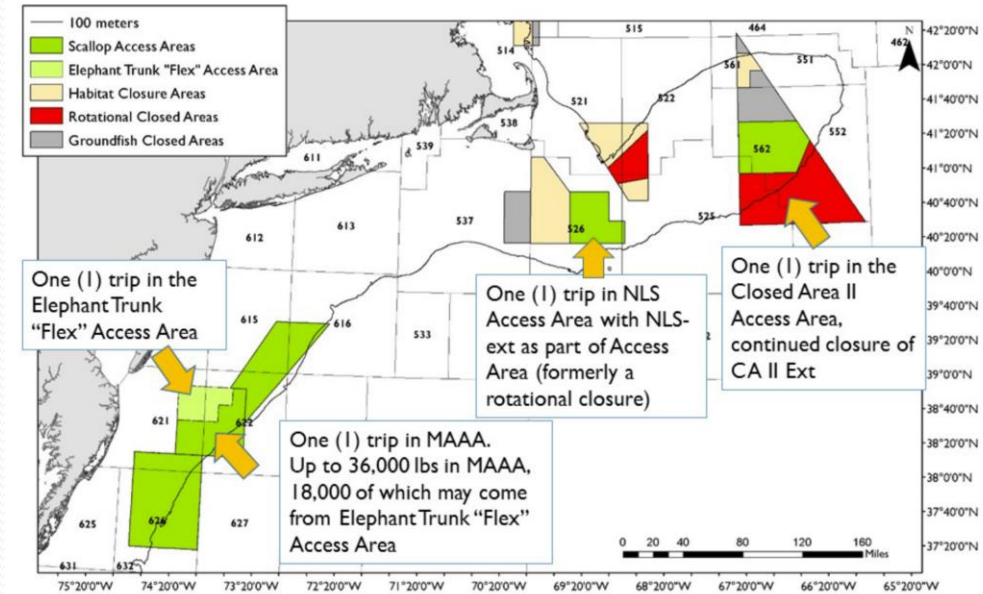 100 meters
Scallop Access Areas
Elephant Trunk "Flex" Access Area
Habitat Closure Areas
Rotational Closed Areas
Groundfish Closed Areas
N
515
464
462
514
561
551
521
522
538
552
539
562
611
537
526
525
612
613
615
616
533
621
622
625
626
627
631
632
42°20'0"N
42°0'0"N
41°40'0"N
41°20'0"N
41°0'0"N
40°40'0"N
40°20'0"N
40°0'0"N
39°40'0"N
39°20'0"N
39°0'0"N
38°40'0"N
38°20'0"N
38°0'0"N
37°40'0"N
37°20'0"N
One (1) trip in the
Elephant Trunk
"Flex" Access Area
One (1) trip in NLS
Access Area with NLS-
ext as part of Access
Area (formerly a
rotational closure)
One (1) trip in the
Closed Area II
Access Area,
continued closure of
CA II Ext
One (1) trip in MAAA.
Up to 36,000 lbs in MAAA,
18,000 of which may come
from Elephant Trunk "Flex"
Access Area
0 20 40 80 120 160
Miles
75°20'0"W 74°20'0"W 73°20'0"W 72°20'0"W 71°20'0"W 70°20'0"W 69°20'0"W 68°20'0"W 67°20'0"W 66°20'0"W 65°20'0"W